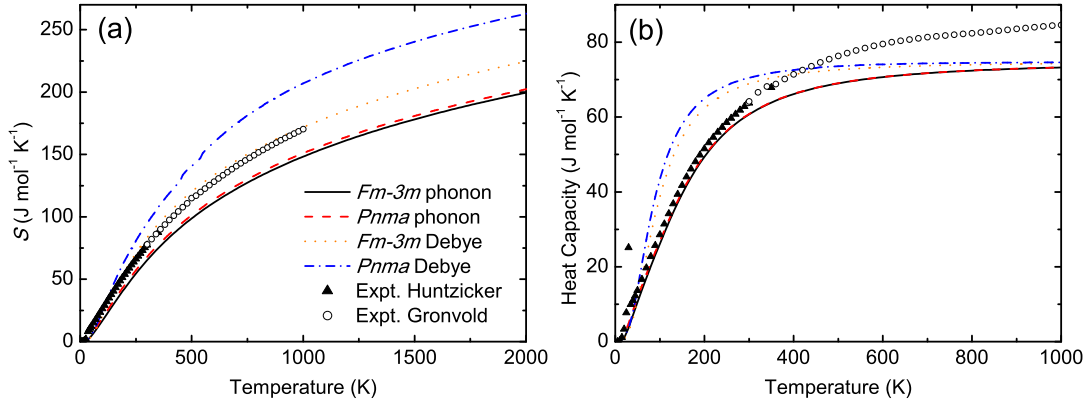 (a)
250
200
150
100
50
0
S (J mol⁻¹ K⁻¹)
0 500 1000 1500 2000
Temperature (K)
Fm-3m phonon
Pnma phonon
Fm-3m Debye
Pnma Debye
Expt. Huntzicker
Expt. Gronvold
(b)
80
60
40
20
0
Heat Capacity (J mol⁻¹ K⁻¹)
0 200 400 600 800 1000
Temperature (K)